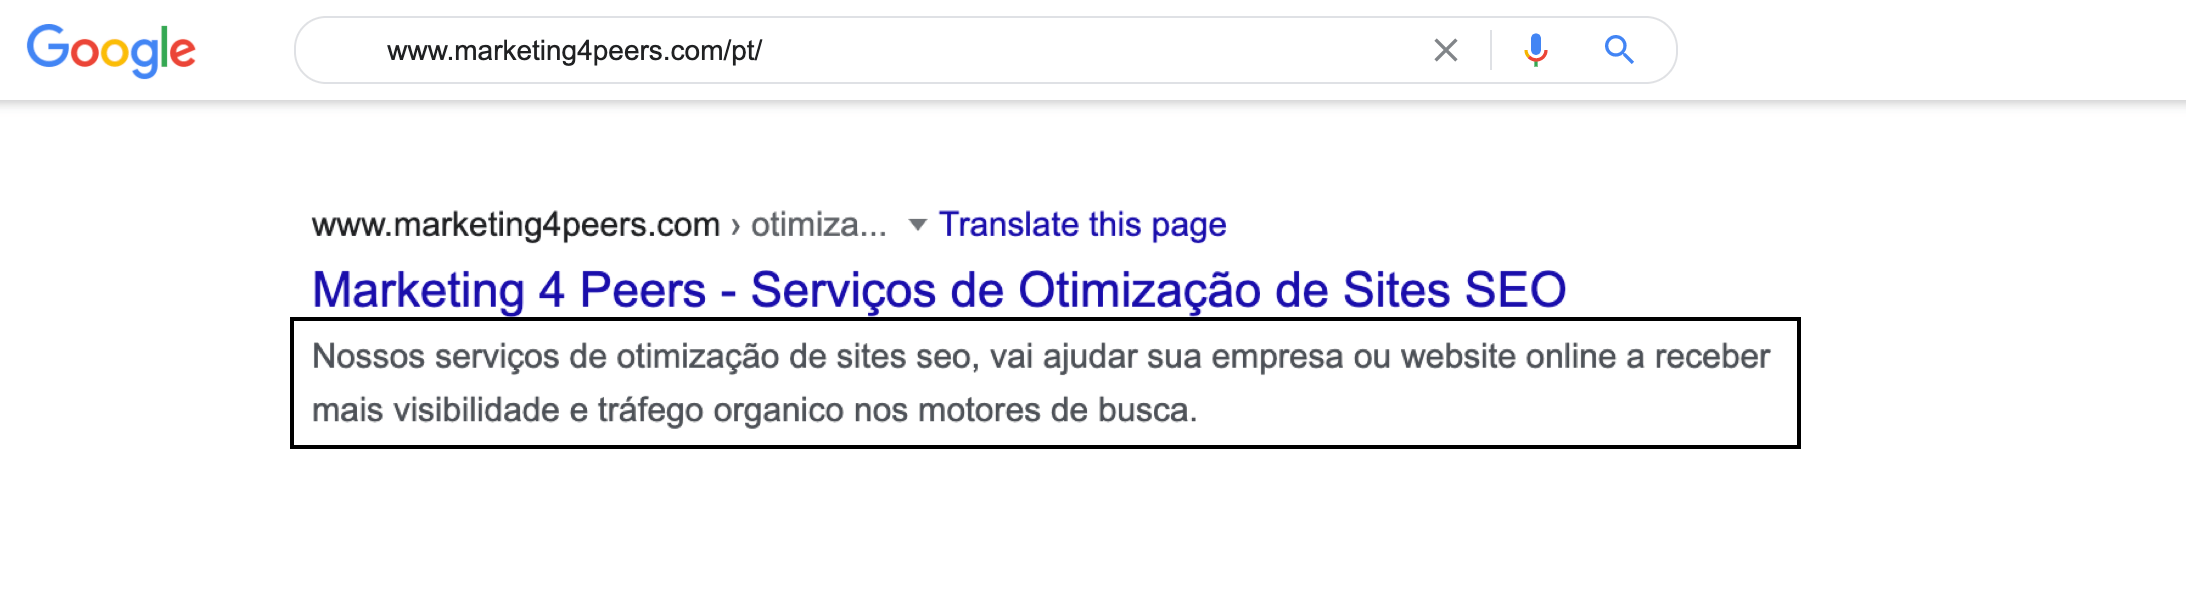 Google
www.marketing4peers.com/pt/
www.marketing4peers.com › otimiza... ▼ Translate this page
Marketing 4 Peers - Serviços de Otimização de Sites SEO
Nossos serviços de otimização de sites seo, vai ajudar sua empresa ou website online a receber
mais visibilidade e tráfego organico nos motores de busca.